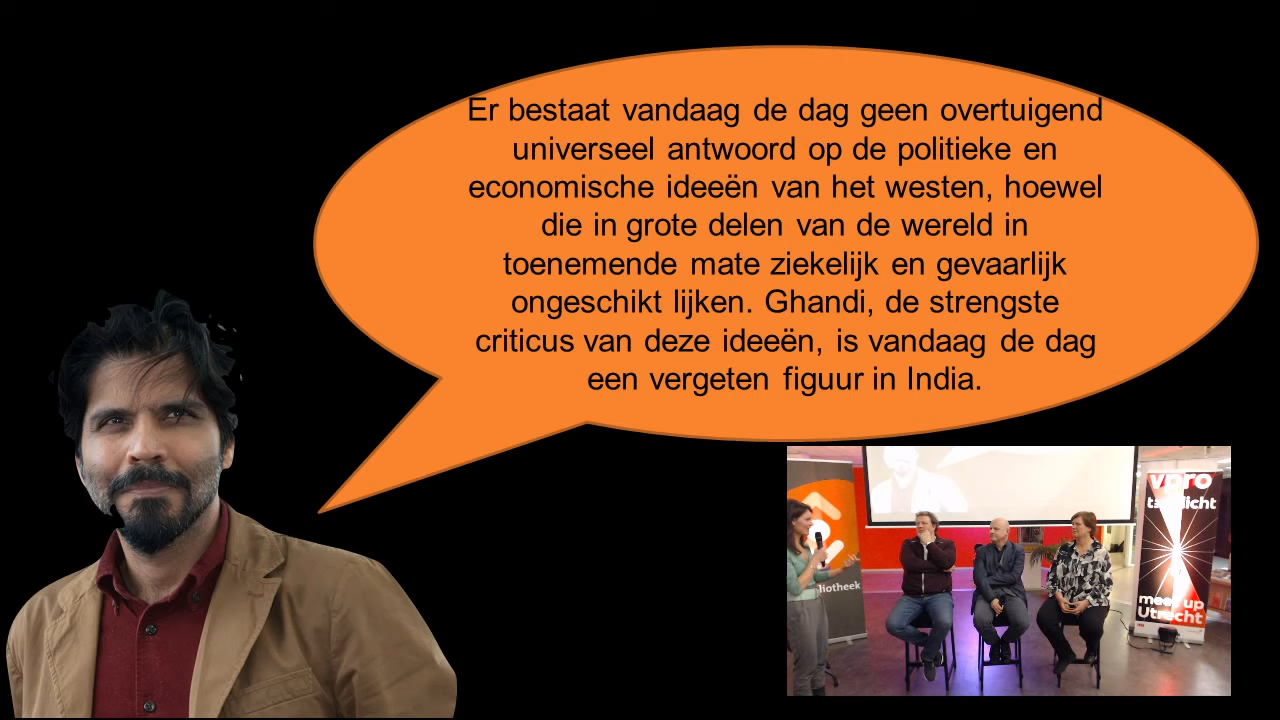 Er bestaat vandaag de dag geen overtuigend
universeel antwoord op de politieke en
economische ideeën van het westen, hoewel
die in grote delen van de wereld in
toenemende mate ziekelijk en gevaarlijk
ongeschikt lijken. Ghandi, de strengste
criticus van deze ideeën, is vandaag de dag
een vergeten figuur in India.
vpro
meet up
Utrecht